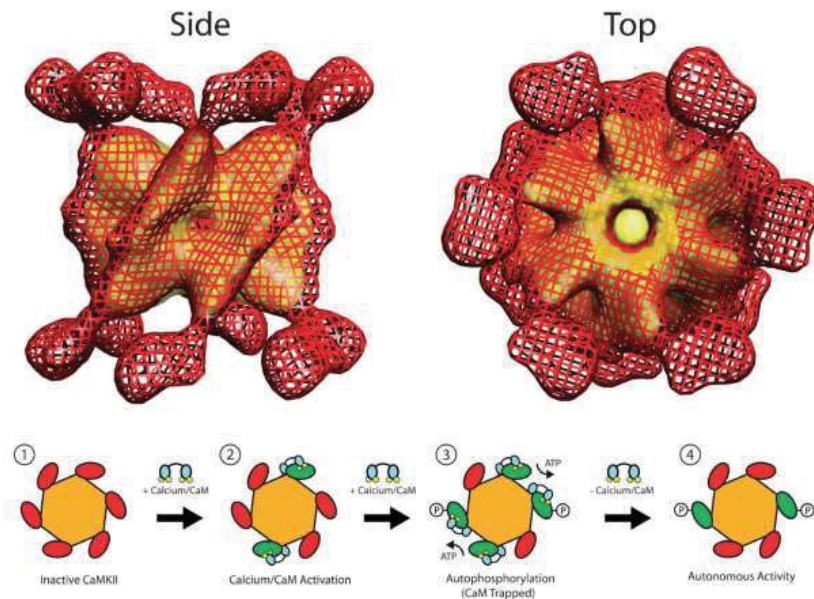 Side
Top
1
+ Calcium/CaM
2
+ Calcium/CaM
3
ATP
P
P
ATP
- Calcium/CaM
4
P
P
Inactive CaMKII
Calcium/CaM Activation
Autophosphorylation
(CaM Trapped)
Autonomous Activity